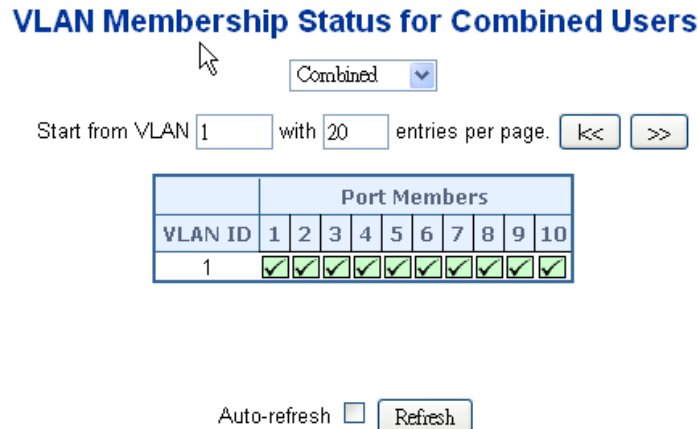 VLAN Membership Status for Combined Users
Combined
Start from VLAN 1 with 20 entries per page. |<< >>
Port Members
VLAN ID 1 2 3 4 5 6 7 8 9 10
1
Auto-refresh Refresh